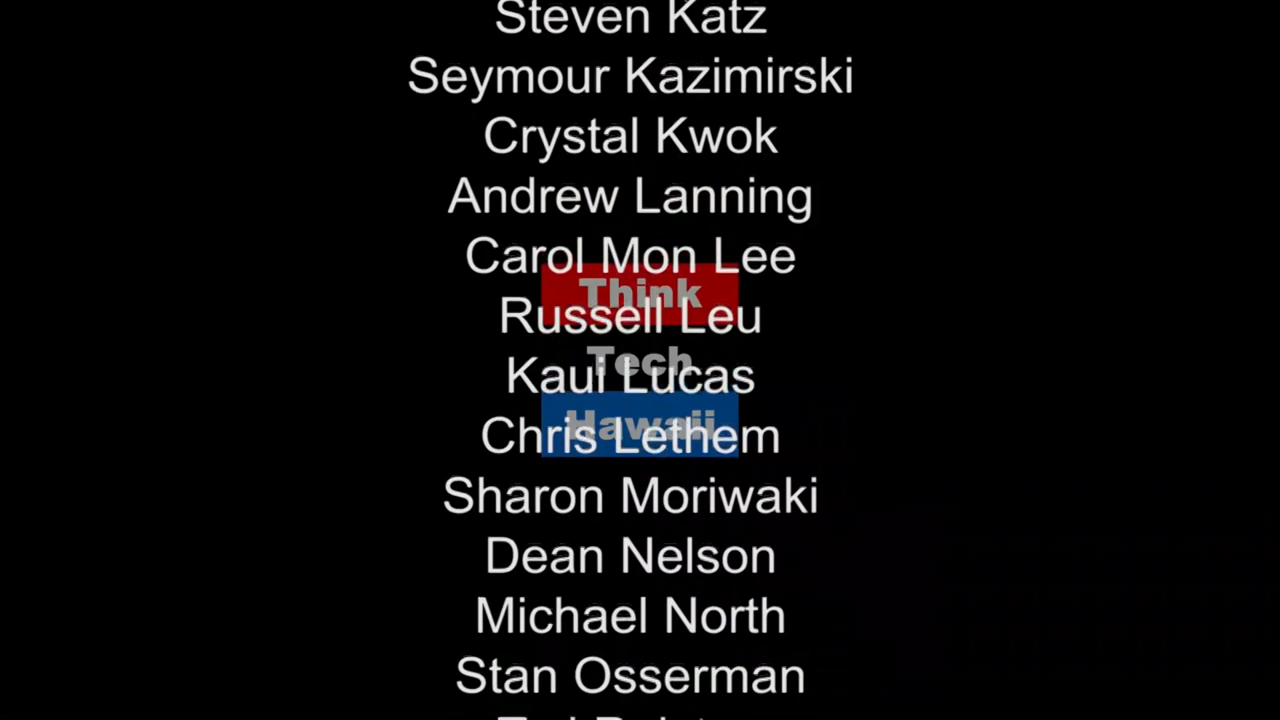 Steven Katz
Seymour Kazimirski
Crystal Kwok
Andrew Lanning
Carol Mon Lee
Think
Russell Leu
Tech
Kaui Lucas
Hawaii
Chris Lethem
Sharon Moriwaki
Dean Nelson
Michael North
Stan Osserman